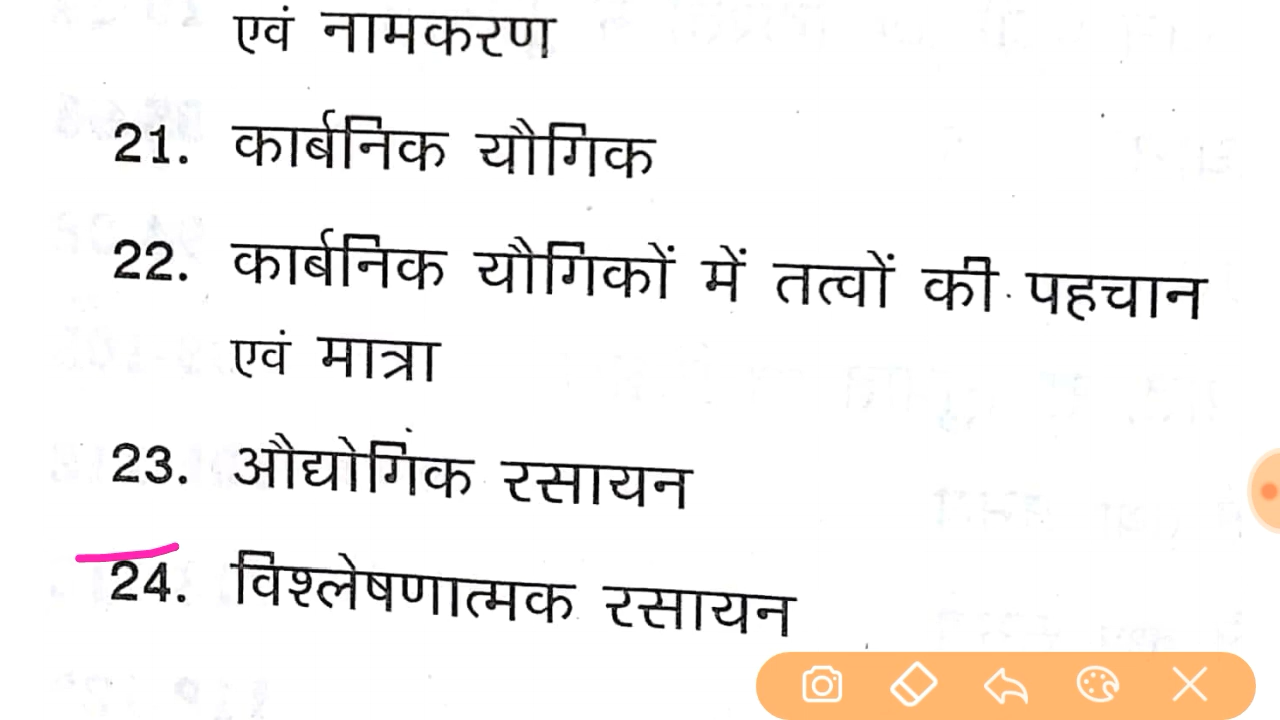 एवं नामकरण
21. कार्बनिक यौगिक
22. कार्बनिक यौगिकों में तत्वों की पहचान
एवं मात्रा
23. औद्योगिक रसायन
24. विश्लेषणात्मक रसायन